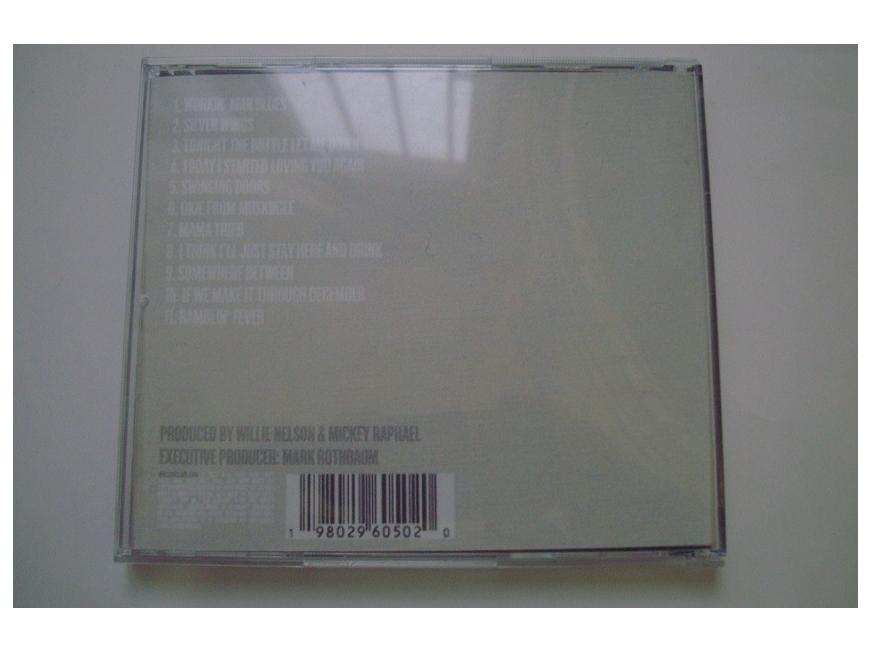 1. WORKIN' MAN BLUES
2. SILVER WINGS
3. TONIGHT THE BOTTLE LET ME DOWN
4. TODAY I STARTED LOVING YOU AGAIN
5. SWINGING DOORS
6. OKIE FROM MUSKOGEE
7. MAMA TRIED
8. I THINK I'LL JUST STAY HERE AND DRINK
9. SOMEWHERE BETWEEN
10. IF WE MAKE IT THROUGH DECEMBER
11. RAMBLIN' FEVER
PRODUCED BY WILLIE NELSON & MICKEY RAPHAEL
EXECUTIVE PRODUCER: MARK ROTHBAUM
1 98029 60502 0